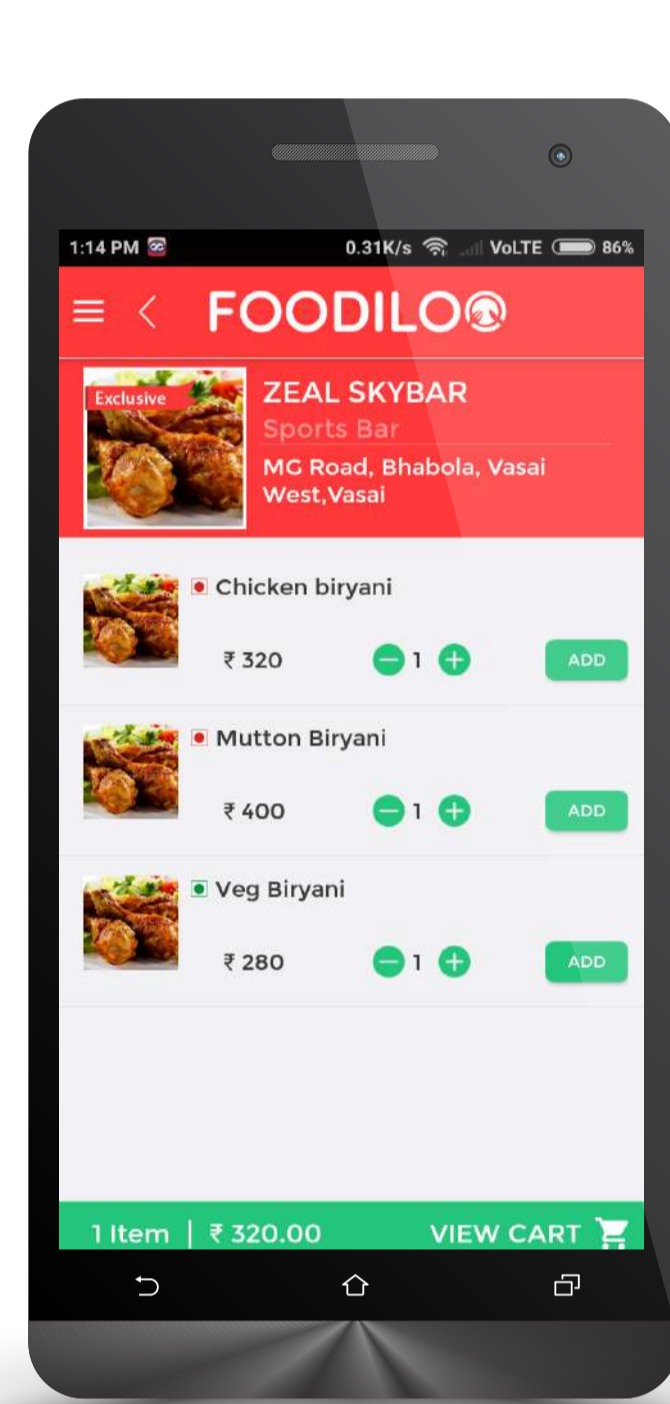 1:14 PM 0.31K/s VoLTE 86%
FOODILOO
Exclusive
ZEAL SKYBAR
Sports Bar
MG Road, Bhabola, Vasai
West,Vasai
Chicken biryani
₹ 320 1 ADD
Mutton Biryani
₹ 400 1 ADD
Veg Biryani
₹ 280 1 ADD
1 Item | ₹ 320.00 VIEW CART